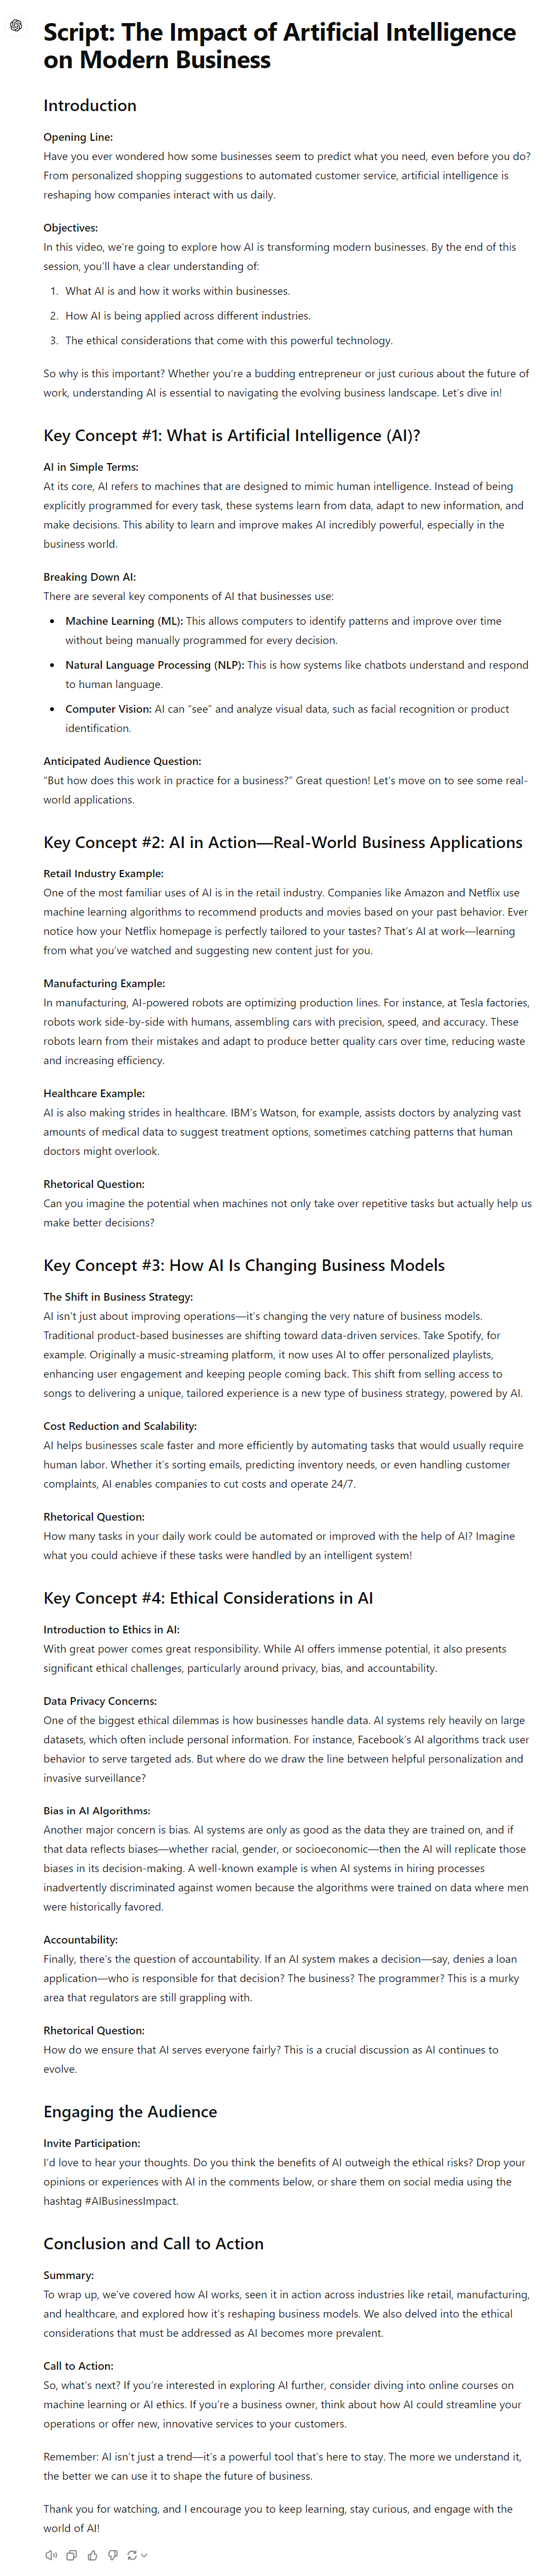 Script: The Impact of Artificial Intelligence
on Modern Business
Introduction
Opening Line:
Have you ever wondered how some businesses seem to predict what you need, even before you do?
From personalized shopping suggestions to automated customer service, artificial intelligence is
reshaping how companies interact with us daily.
Objectives:
In this video, we're going to explore how AI is transforming modern businesses. By the end of this
session, you'll have a clear understanding of:
1. What AI is and how it works within businesses.
2. How AI is being applied across different industries.
3. The ethical considerations that come with this powerful technology.
So why is this important? Whether you're a budding entrepreneur or just curious about the future of
work, understanding AI is essential to navigating the evolving business landscape. Let's dive in!
Key Concept #1: What is Artificial Intelligence (AI)?
AI in Simple Terms:
At its core, AI refers to machines that are designed to mimic human intelligence. Instead of being
explicitly programmed for every task, these systems learn from data, adapt to new information, and
make decisions. This ability to learn and improve makes AI incredibly powerful, especially in the
business world.
Breaking Down AI:
There are several key components of AI that businesses use:
• Machine Learning (ML): This allows computers to identify patterns and improve over time
without being manually programmed for every decision.
• Natural Language Processing (NLP): This is how systems like chatbots understand and respond
to human language.
• Computer Vision: AI can "see" and analyze visual data, such as facial recognition or product
identification.
Anticipated Audience Question:
"But how does this work in practice for a business?" Great question! Let's move on to see some real-
world applications.
Key Concept #2: AI in Action—Real-World Business Applications
Retail Industry Example:
One of the most familiar uses of AI is in the retail industry. Companies like Amazon and Netflix use
machine learning algorithms to recommend products and movies based on your past behavior. Ever
notice how your Netflix homepage is perfectly tailored to your tastes? That's AI at work—learning
from what you've watched and suggesting new content just for you.
Manufacturing Example:
In manufacturing, AI-powered robots are optimizing production lines. For instance, at Tesla factories,
robots work side-by-side with humans, assembling cars with precision, speed, and accuracy. These
robots learn from their mistakes and adapt to produce better quality cars over time, reducing waste
and increasing efficiency.
Healthcare Example:
AI is also making strides in healthcare. IBM's Watson, for example, assists doctors by analyzing vast
amounts of medical data to suggest treatment options, sometimes catching patterns that human
doctors might overlook.
Rhetorical Question:
Can you imagine the potential when machines not only take over repetitive tasks but actually help us
make better decisions?
Key Concept #3: How AI Is Changing Business Models
The Shift in Business Strategy:
AI isn't just about improving operations—it's changing the very nature of business models.
Traditional product-based businesses are shifting toward data-driven services. Take Spotify, for
example. Originally a music-streaming platform, it now uses AI to offer personalized playlists,
enhancing user engagement and keeping people coming back. This shift from selling access to
songs to delivering a unique, tailored experience is a new type of business strategy, powered by AI.
Cost Reduction and Scalability:
AI helps businesses scale faster and more efficiently by automating tasks that would usually require
human labor. Whether it's sorting emails, predicting inventory needs, or even handling customer
complaints, AI enables companies to cut costs and operate 24/7.
Rhetorical Question:
How many tasks in your daily work could be automated or improved with the help of AI? Imagine
what you could achieve if these tasks were handled by an intelligent system!
Key Concept #4: Ethical Considerations in AI
Introduction to Ethics in AI:
With great power comes great responsibility. While AI offers immense potential, it also presents
significant ethical challenges, particularly around privacy, bias, and accountability.
Data Privacy Concerns:
One of the biggest ethical dilemmas is how businesses handle data. AI systems rely heavily on large
datasets, which often include personal information. For instance, Facebook's AI algorithms track user
behavior to serve targeted ads. But where do we draw the line between helpful personalization and
invasive surveillance?
Bias in AI Algorithms:
Another major concern is bias. AI systems are only as good as the data they are trained on, and if
that data reflects biases—whether racial, gender, or socioeconomic—then the AI will replicate those
biases in its decision-making. A well-known example is when AI systems in hiring processes
inadvertently discriminated against women because the algorithms were trained on data where men
were historically favored.
Accountability:
Finally, there's the question of accountability. If an AI system makes a decision—say, denies a loan
application—who is responsible for that decision? The business? The programmer? This is a murky
area that regulators are still grappling with.
Rhetorical Question:
How do we ensure that AI serves everyone fairly? This is a crucial discussion as AI continues to
evolve.
Engaging the Audience
Invite Participation:
I'd love to hear your thoughts. Do you think the benefits of AI outweigh the ethical risks? Drop your
opinions or experiences with AI in the comments below, or share them on social media using the
hashtag #AIBusinessImpact.
Conclusion and Call to Action
Summary:
To wrap up, we've covered how AI works, seen it in action across industries like retail, manufacturing,
and healthcare, and explored how it's reshaping business models. We also delved into the ethical
considerations that must be addressed as AI becomes more prevalent.
Call to Action:
So, what's next? If you're interested in exploring AI further, consider diving into online courses on
machine learning or AI ethics. If you're a business owner, think about how AI could streamline your
operations or offer new, innovative services to your customers.
Remember: AI isn't just a trend—it's a powerful tool that's here to stay. The more we understand it,
the better we can use it to shape the future of business.
Thank you for watching, and I encourage you to keep learning, stay curious, and engage with the
world of AI!